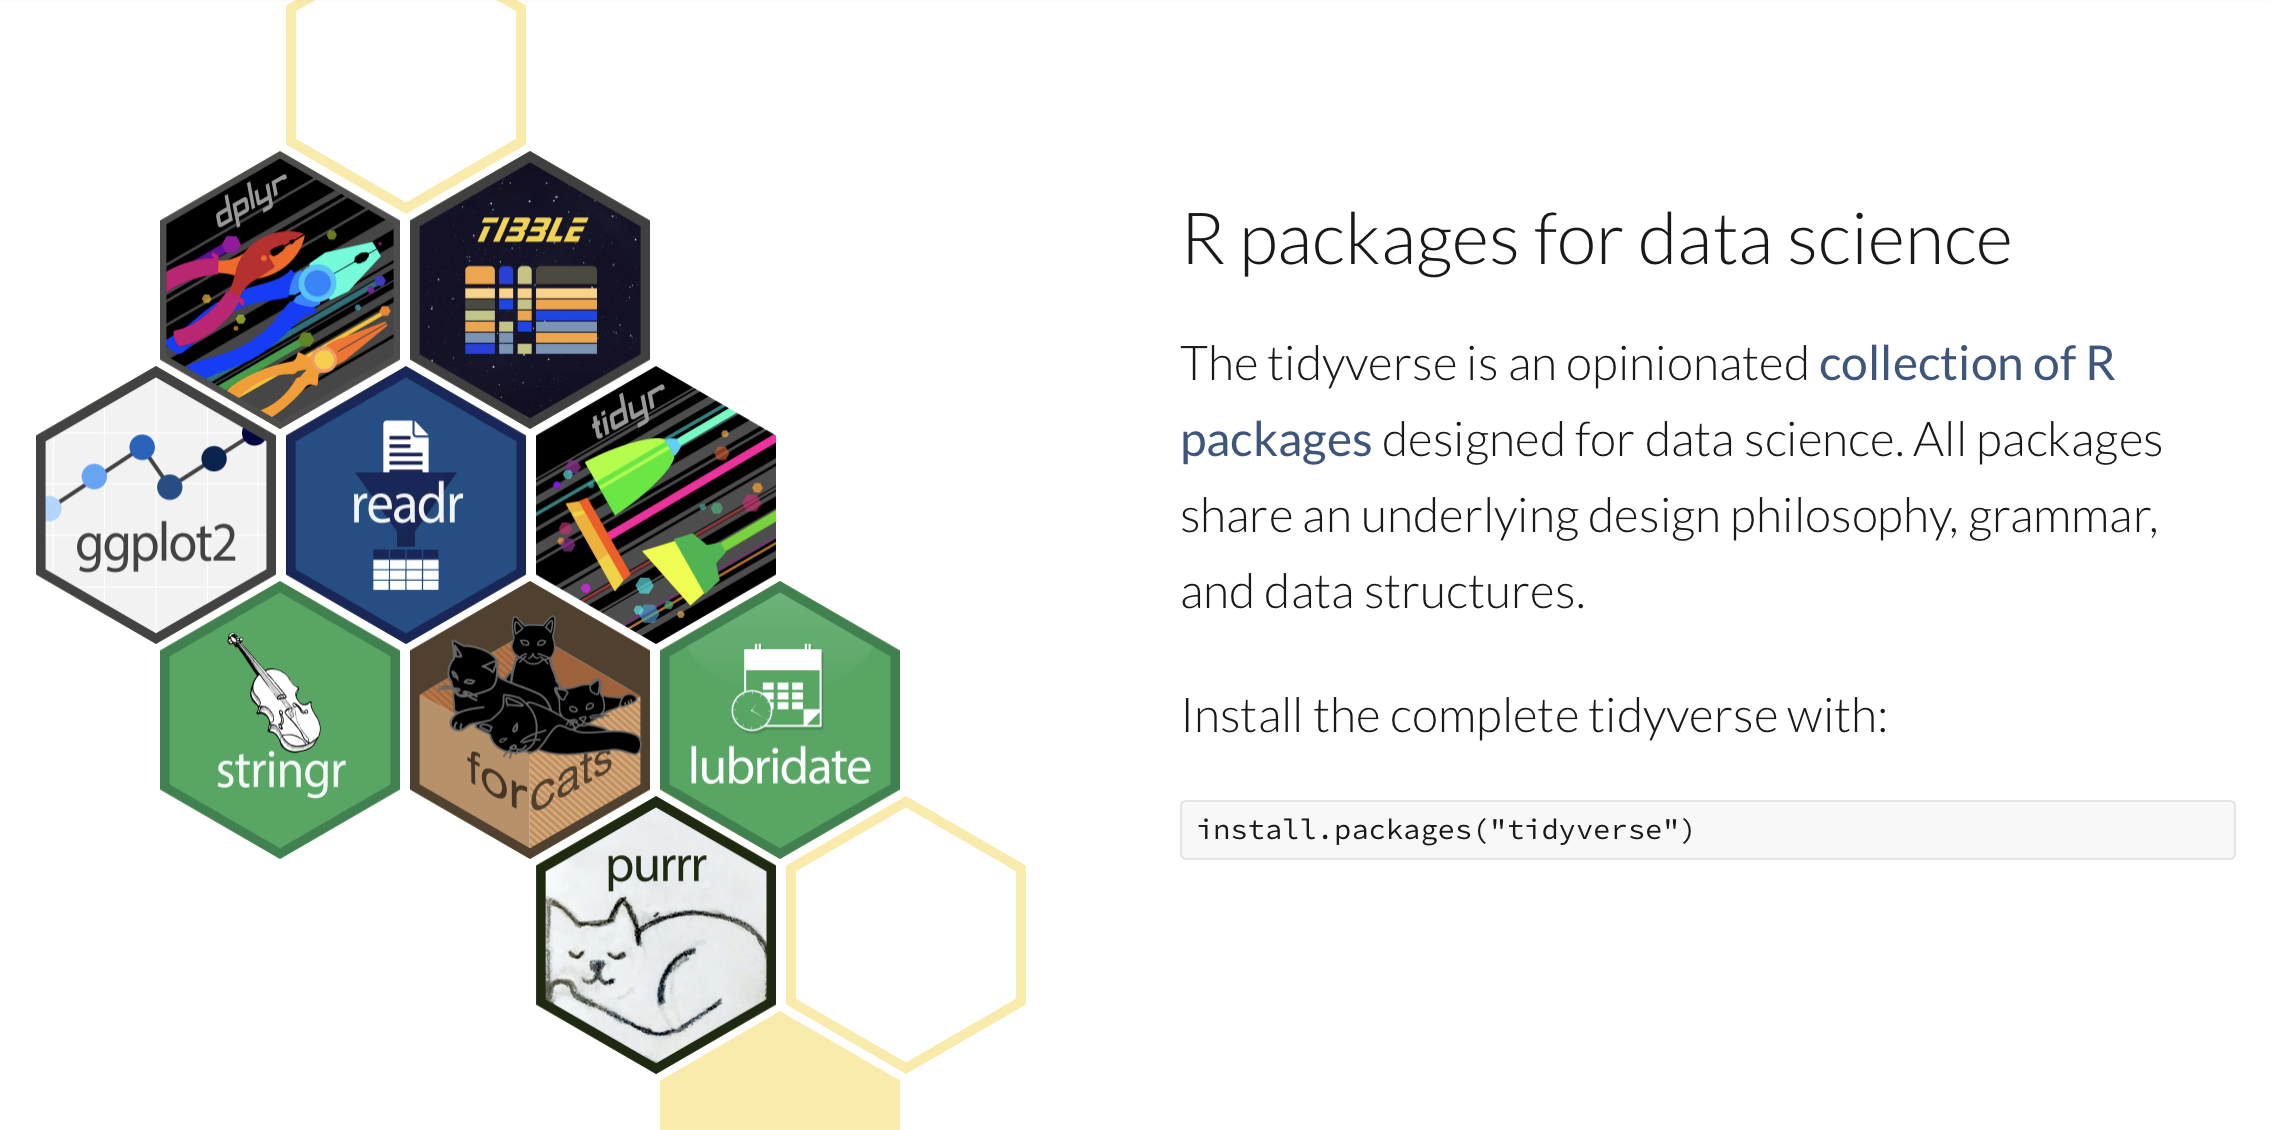 dplyr
TIBBLE
ggplot2
readr
tidyr
stringr
forcats
lubridate
purrr
R packages for data science
The tidyverse is an opinionated collection of R
packages designed for data science. All packages
share an underlying design philosophy, grammar,
and data structures.
Install the complete tidyverse with:
install.packages("tidyverse")